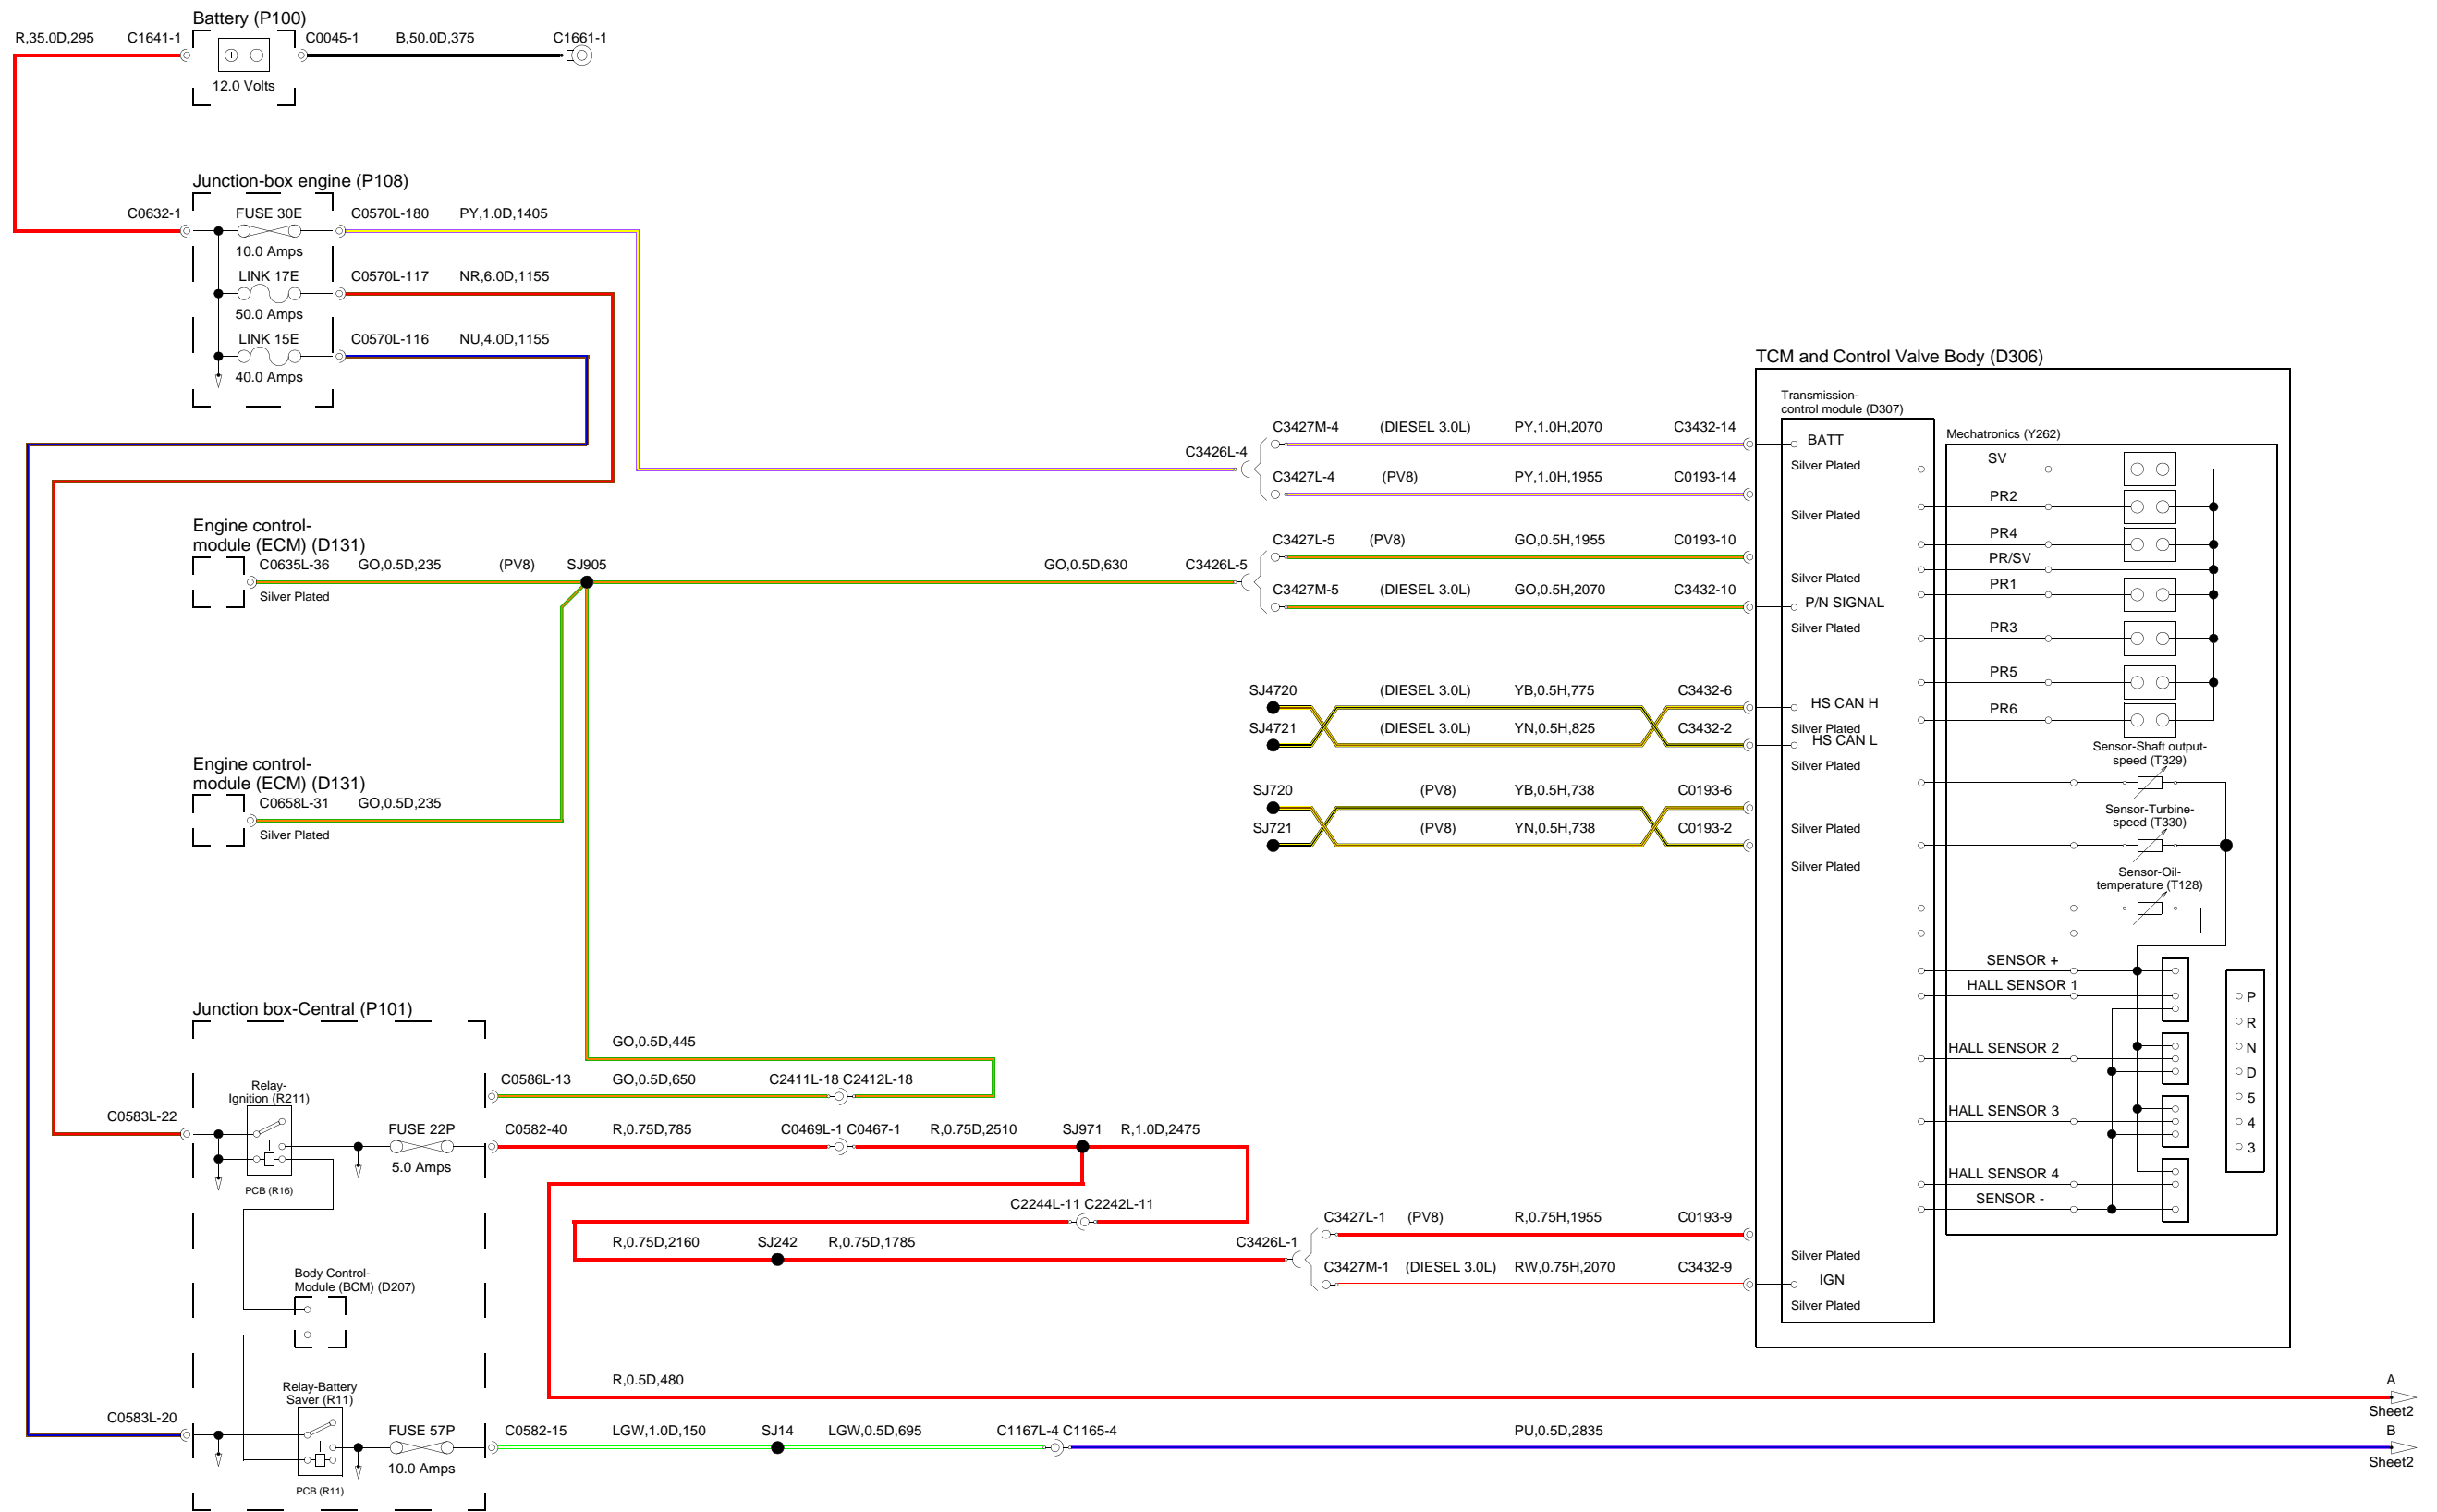 Battery (P100)
R,35.0D,295
C1641-1
C0045-1
B,50.0D,375
C1661-1
12.0 Volts
Junction-box engine (P108)
C0632-1
FUSE 30E
C0570L-180
PY,1.0D,1405
10.0 Amps
LINK 17E
C0570L-117
NR,6.0D,1155
50.0 Amps
LINK 15E
C0570L-116
NU,4.0D,1155
40.0 Amps
TCM and Control Valve Body (D306)
Transmission-
control module (D307)
Mechatronics (Y262)
C3426L-4
C3427M-4
(DIESEL 3.0L)
PY,1.0H,2070
C3432-14
BATT
Silver Plated
C3427L-4
(PV8)
PY,1.0H,1955
C0193-14
Silver Plated
Engine control-
module (ECM) (D131)
C0635L-36
GO,0.5D,235
(PV8)
SJ905
GO,0.5D,630
C3426L-5
Silver Plated
C3427L-5
(PV8)
GO,0.5H,1955
C0193-10
Silver Plated
C3427M-5
(DIESEL 3.0L)
GO,0.5H,2070
C3432-10
P/N SIGNAL
Silver Plated
SJ4720
(DIESEL 3.0L)
YB,0.5H,775
C3432-6
HS CAN H
Silver Plated
SJ4721
(DIESEL 3.0L)
YN,0.5H,825
C3432-2
HS CAN L
Silver Plated
Engine control-
module (ECM) (D131)
C0658L-31
GO,0.5D,235
Silver Plated
SJ720
(PV8)
YB,0.5H,738
C0193-6
Silver Plated
SJ721
(PV8)
YN,0.5H,738
C0193-2
Silver Plated
SV
PR2
PR4
PR/SV
PR1
PR3
PR5
PR6
Sensor-Shaft output-
speed (T329)
Sensor-Turbine-
speed (T330)
Sensor-Oil-
temperature (T128)
SENSOR +
HALL SENSOR 1
HALL SENSOR 2
HALL SENSOR 3
HALL SENSOR 4
SENSOR -
P
R
N
D
5
4
3
Junction box-Central (P101)
GO,0.5D,445
C0586L-13
GO,0.5D,650
C2411L-18 C2412L-18
Relay-
Ignition (R211)
C0583L-22
FUSE 22P
C0582-40
R,0.75D,785
C0469L-1 C0467-1
R,0.75D,2510
SJ971
R,1.0D,2475
5.0 Amps
PCB (R16)
C2244L-11 C2242L-11
R,0.75D,2160
SJ242
R,0.75D,1785
C3426L-1
C3427L-1
(PV8)
R,0.75H,1955
C0193-9
Silver Plated
C3427M-1
(DIESEL 3.0L)
RW,0.75H,2070
C3432-9
IGN
Silver Plated
Body Control-
Module (BCM) (D207)
R,0.5D,480
A
Sheet2
Relay-Battery
Saver (R11)
C0583L-20
FUSE 57P
C0582-15
LGW,1.0D,150
SJ14
LGW,0.5D,695
C1167L-4 C1165-4
PU,0.5D,2835
B
Sheet2
10.0 Amps
PCB (R11)